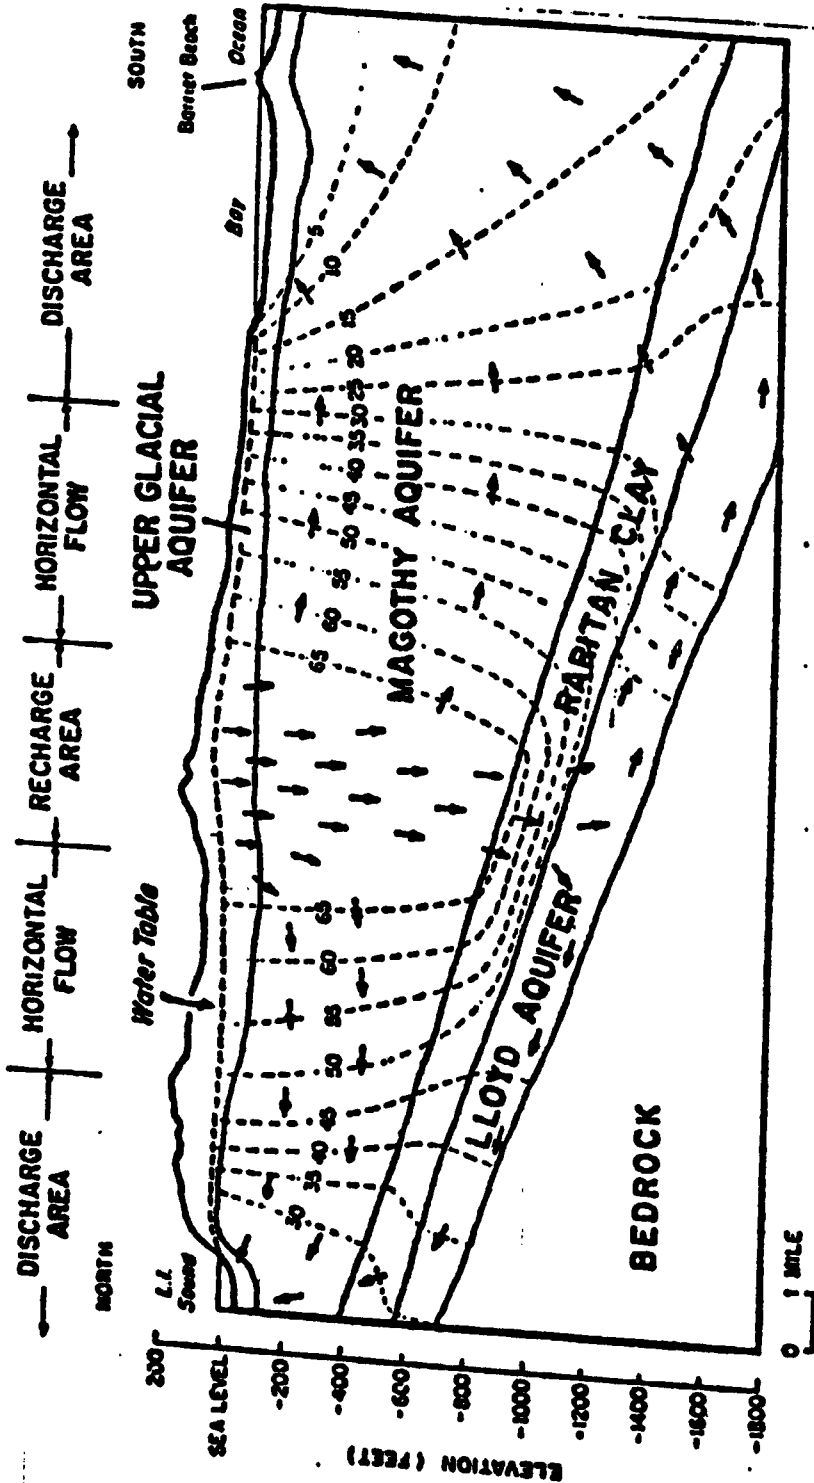 DISCHARGE
AREA
HORIZONTAL
FLOW
RECHARGE
AREA
HORIZONTAL
FLOW
DISCHARGE
AREA
NORTH
SOUTH
L.I.
Sound
Water Table
UPPER GLACIAL
AQUIFER
Bay
Barrier Beach
Ocean
200
SEA LEVEL
-200
-400
-600
-800
-1000
-1200
-1400
-1600
-1800
ELEVATION (FEET)
30
35
40
45
50
55
60
65
65
60
55
50
45
40
35
30
25
20
15
10
5
MAGOTHY AQUIFER
RARITAN CLAY
LLOYD AQUIFER
BEDROCK
0 1 MILE